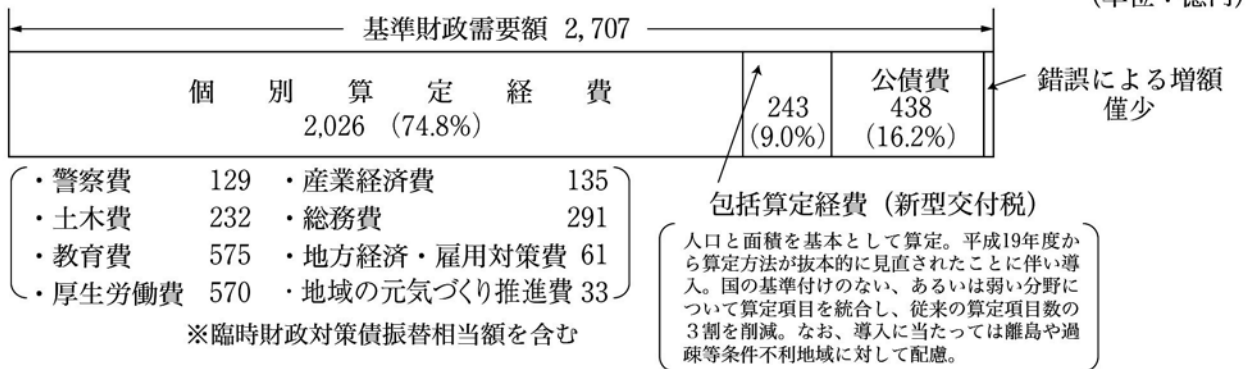 (単位：億円)
基準財政需要額 2,707
個別算定経費
2,026 (74.8%)
243
(9.0%)
公債費
438
(16.2%)
錯誤による増額
僅少
・警察費 129 ・産業経済費 135
・土木費 232 ・総務費 291
・教育費 575 ・地方経済・雇用対策費 61
・厚生労働費 570 ・地域の元気づくり推進費 33
※臨時財政対策債振替相当額を含む
包括算定経費（新型交付税）
人口と面積を基本として算定。平成19年度か
ら算定方法が抜本的に見直されたことに伴い導
入。国の基準付けのない、あるいは弱い分野に
ついて算定項目を統合し、従来の算定項目数の
３割を削減。なお、導入に当たっては離島や過
疎等条件不利地域に対して配慮。